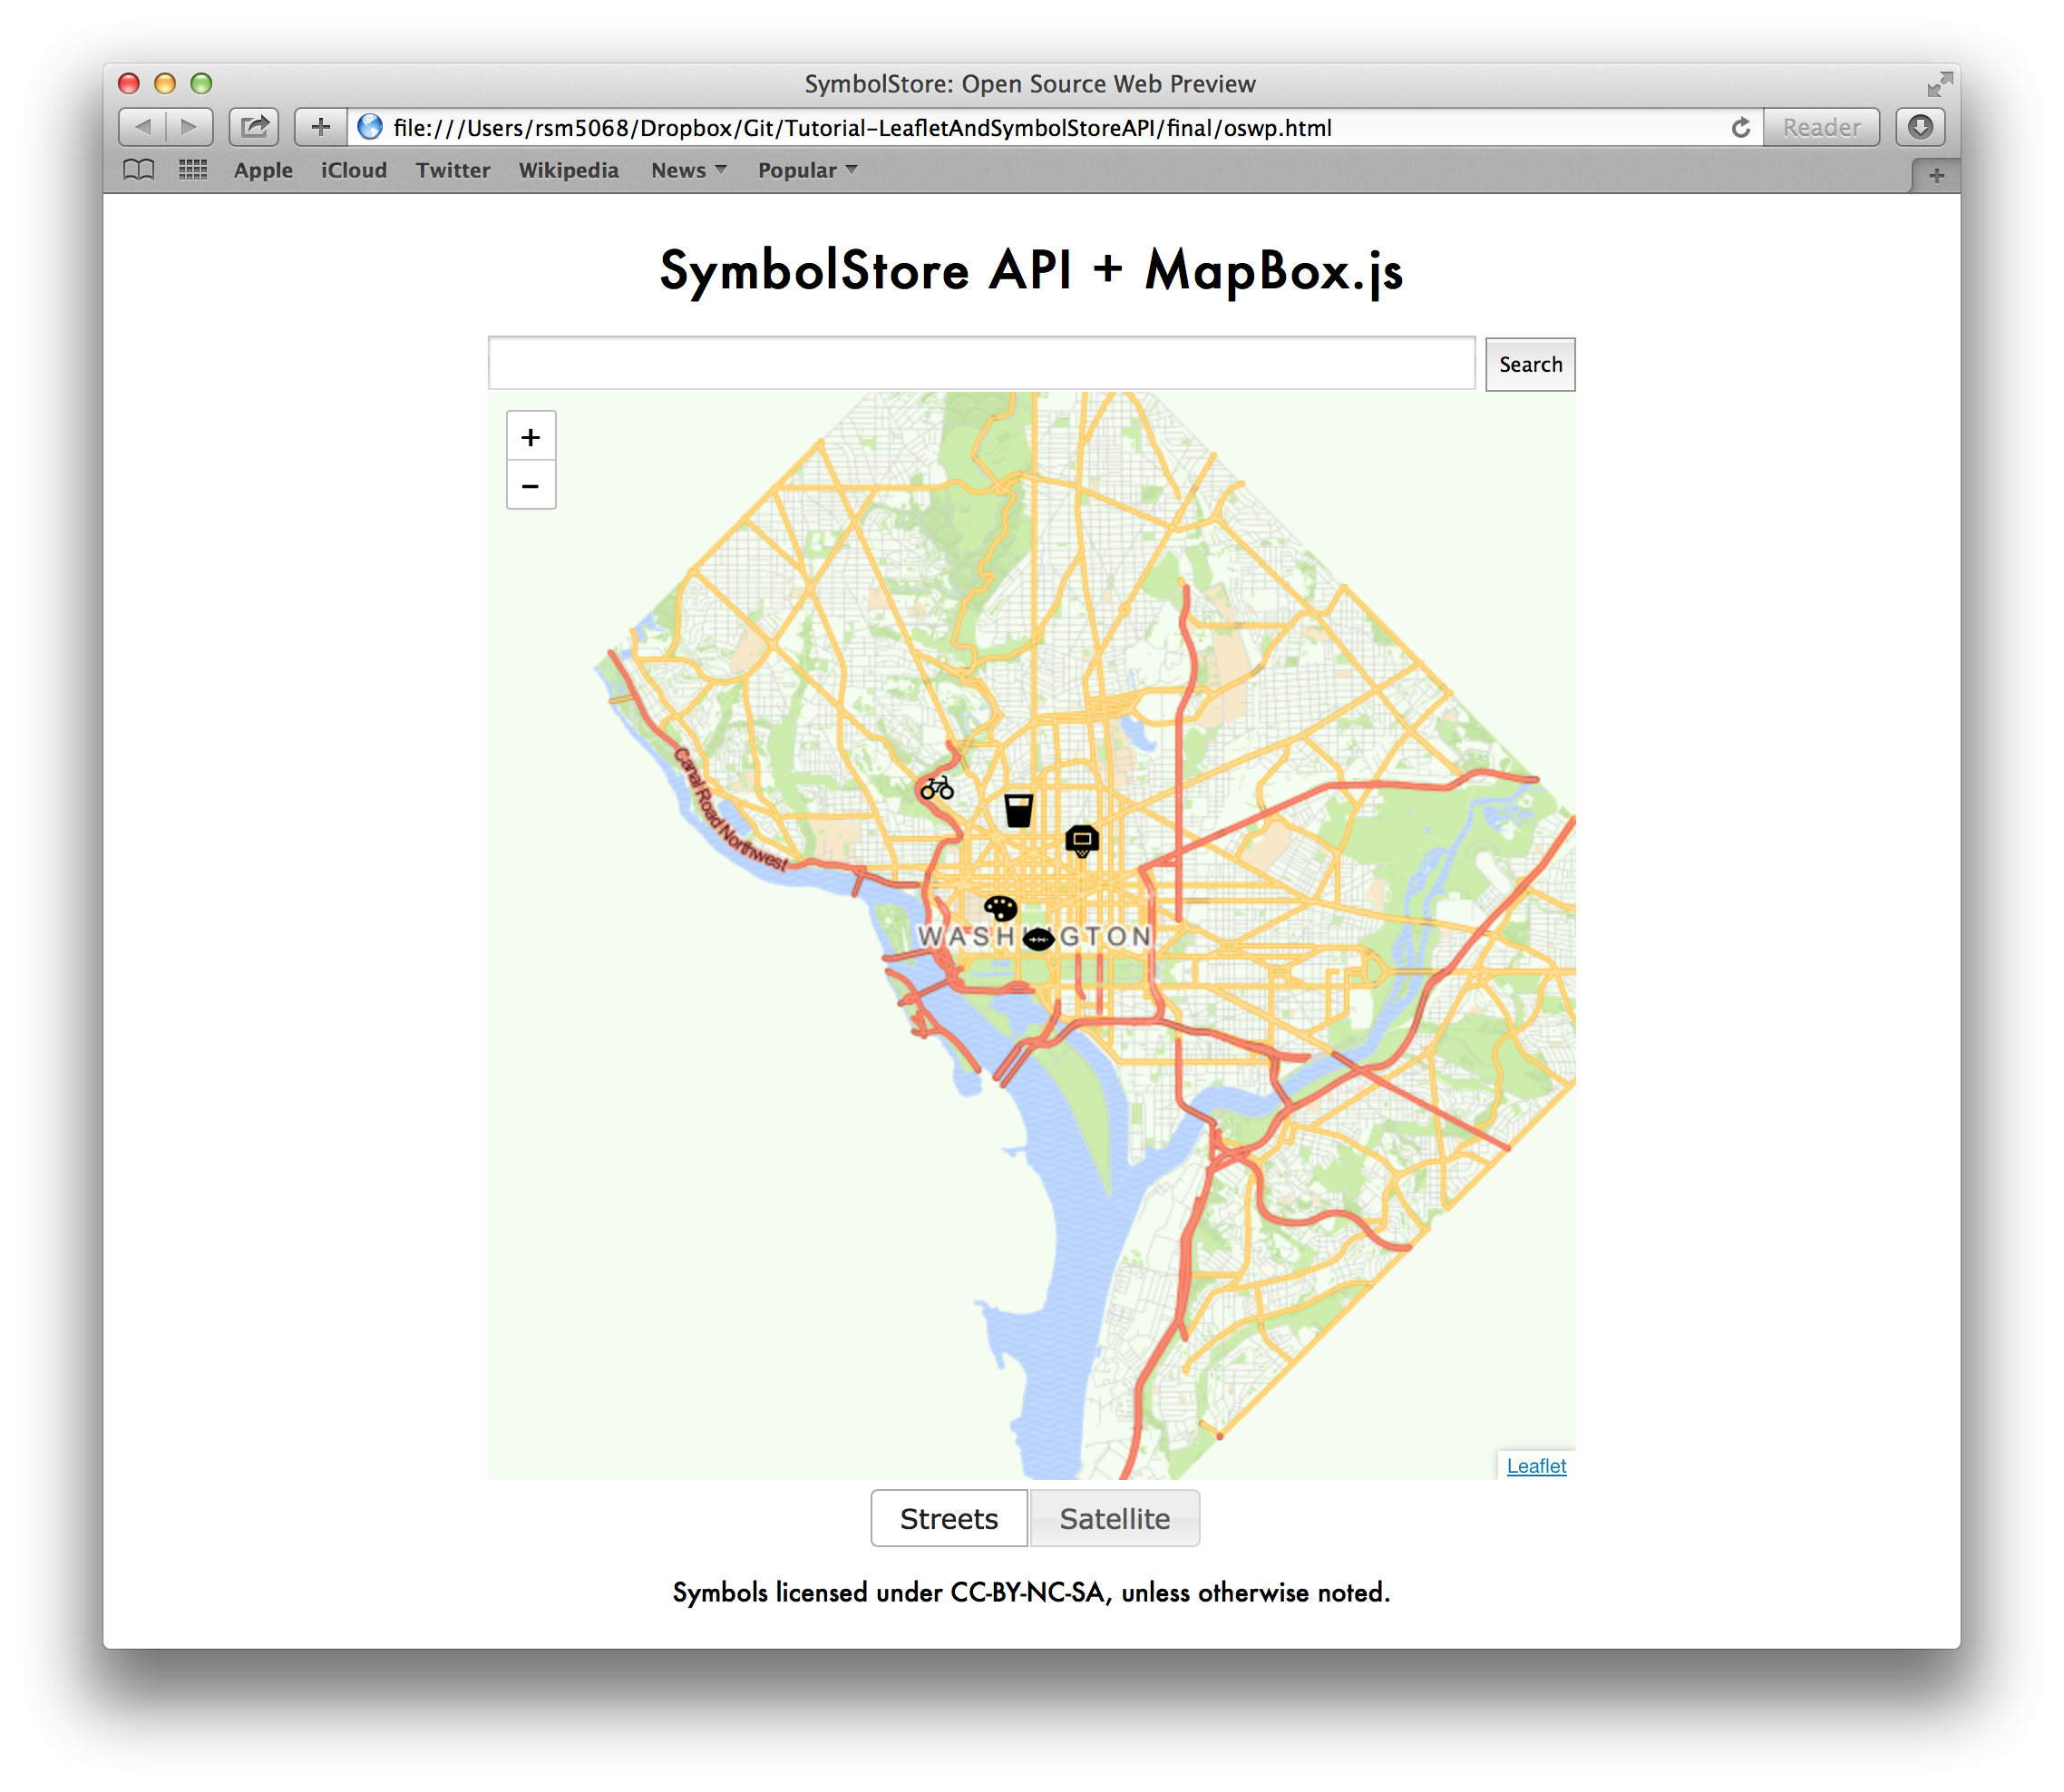 SymbolStore: Open Source Web Preview
file:///Users/rsm5068/Dropbox/Git/Tutorial-LeafletAndSymbolStoreAPI/final/oswp.html
Reader
Apple iCloud Twitter Wikipedia News Popular
SymbolStore API + MapBox.js
Search
+
−
Canal Road Northwest
WASH GTON
Leaflet
Streets Satellite
Symbols licensed under CC-BY-NC-SA, unless otherwise noted.